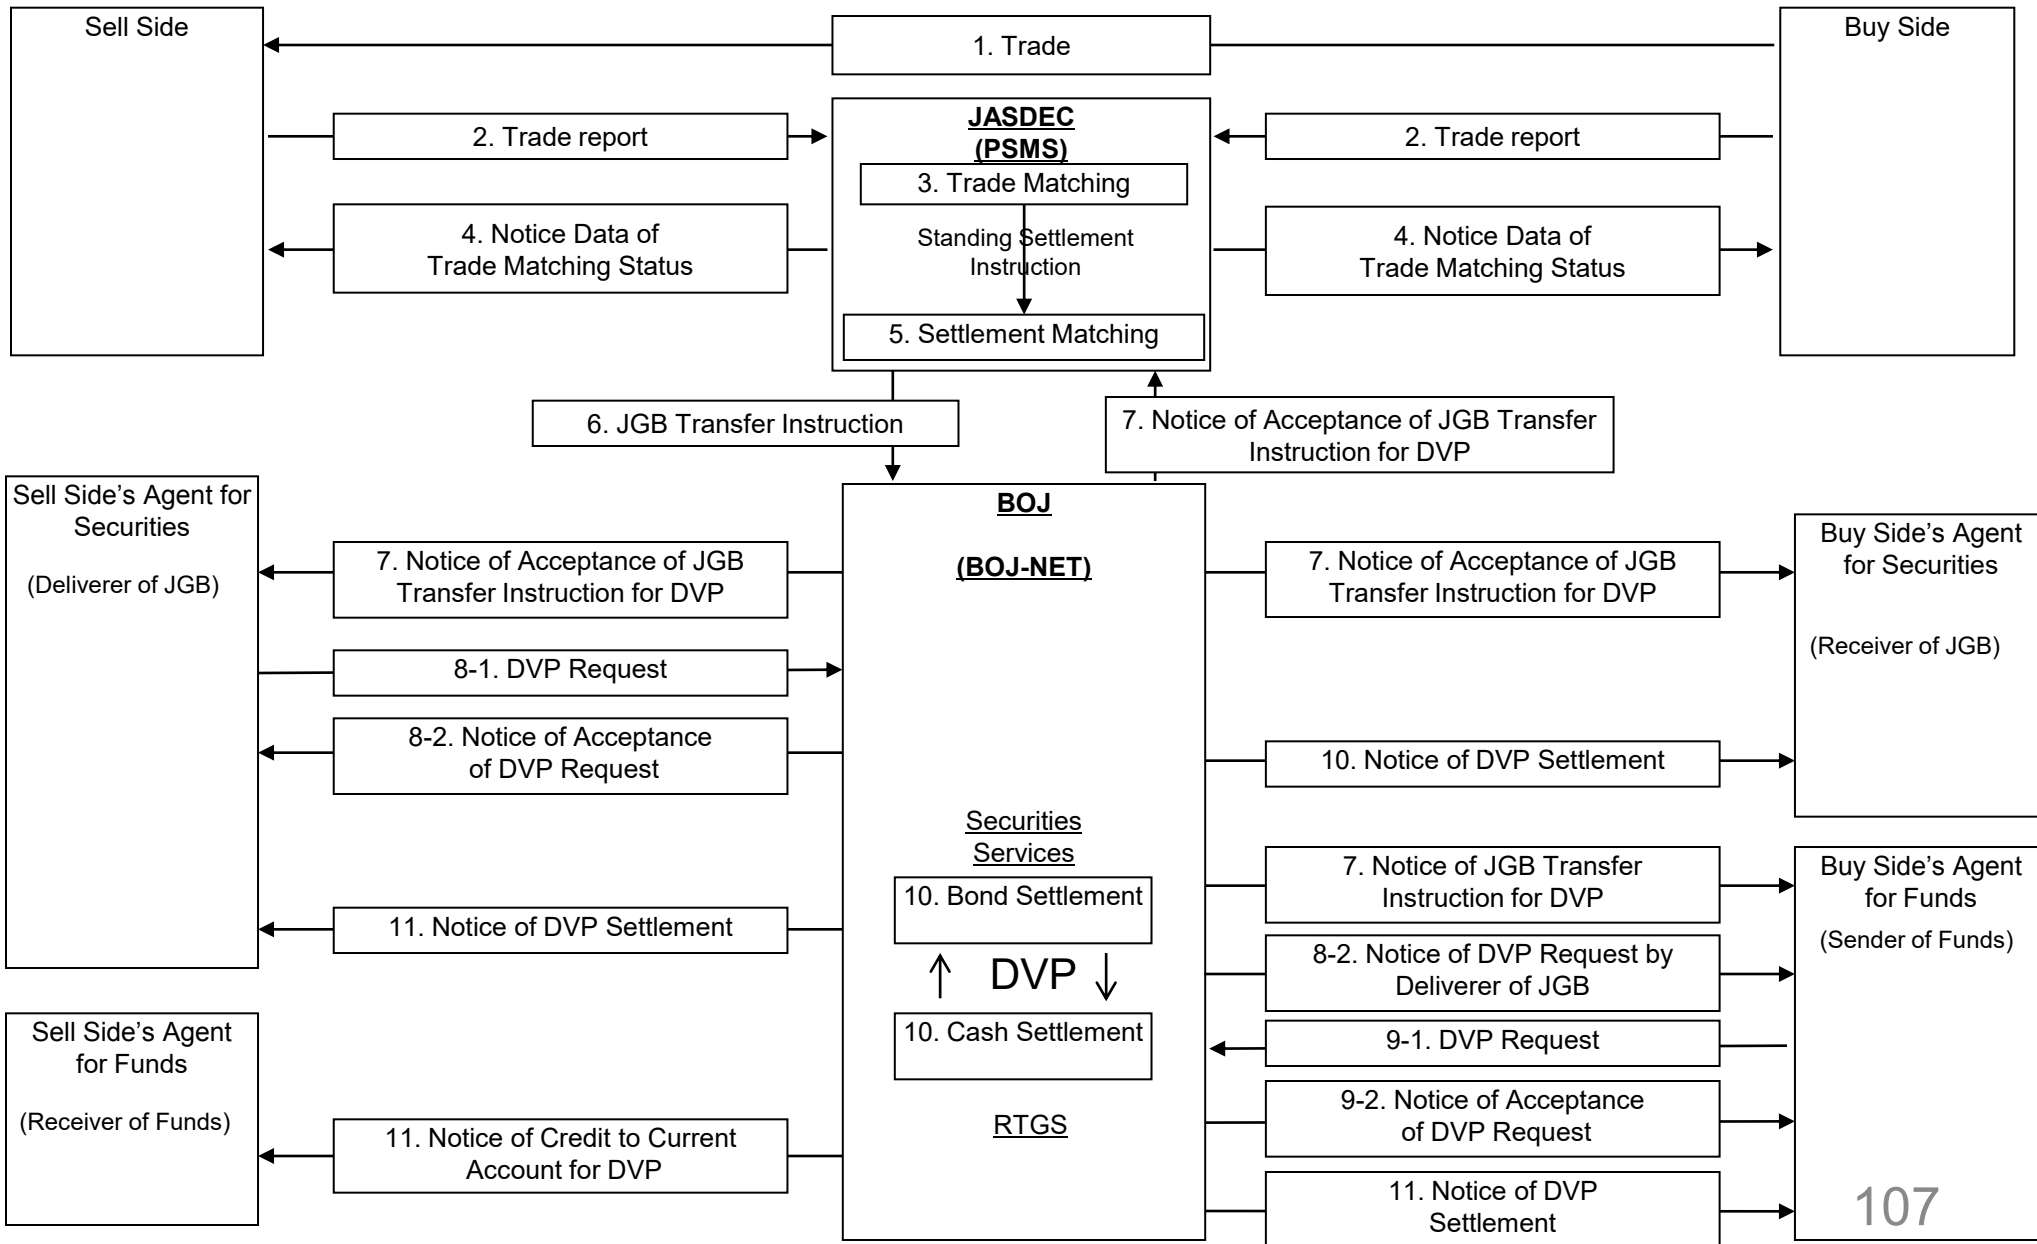 Sell Side
1. Trade
Buy Side
2. Trade report
JASDEC
(PSMS)
2. Trade report
3. Trade Matching
4. Notice Data of
Trade Matching Status
Standing Settlement
Instruction
4. Notice Data of
Trade Matching Status
5. Settlement Matching
6. JGB Transfer Instruction
7. Notice of Acceptance of JGB Transfer
Instruction for DVP
Sell Side's Agent for
Securities
(Deliverer of JGB)
BOJ
(BOJ-NET)
Buy Side's Agent
for Securities
(Receiver of JGB)
7. Notice of Acceptance of JGB
Transfer Instruction for DVP
7. Notice of Acceptance of JGB
Transfer Instruction for DVP
8-1. DVP Request
8-2. Notice of Acceptance
of DVP Request
10. Notice of DVP Settlement
Securities
Services
10. Bond Settlement
7. Notice of JGB Transfer
Instruction for DVP
Buy Side's Agent
for Funds
(Sender of Funds)
11. Notice of DVP Settlement
DVP
8-2. Notice of DVP Request by
Deliverer of JGB
Sell Side's Agent
for Funds
(Receiver of Funds)
10. Cash Settlement
9-1. DVP Request
RTGS
9-2. Notice of Acceptance
of DVP Request
11. Notice of Credit to Current
Account for DVP
11. Notice of DVP
Settlement
107